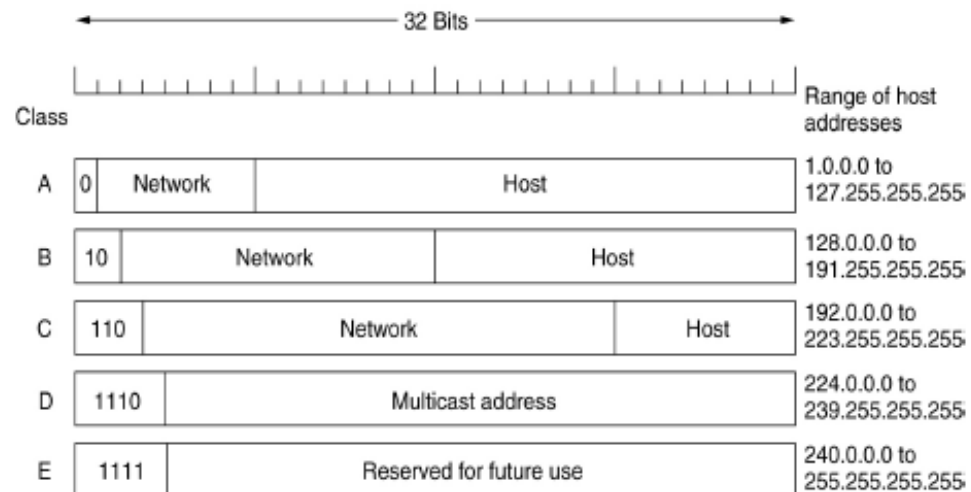 32 Bits
Class
Range of host
addresses
A
0
Network
Host
1.0.0.0 to
127.255.255.255
B
10
Network
Host
128.0.0.0 to
191.255.255.255
C
110
Network
Host
192.0.0.0 to
223.255.255.255
D
1110
Multicast address
224.0.0.0 to
239.255.255.255
E
1111
Reserved for future use
240.0.0.0 to
255.255.255.255